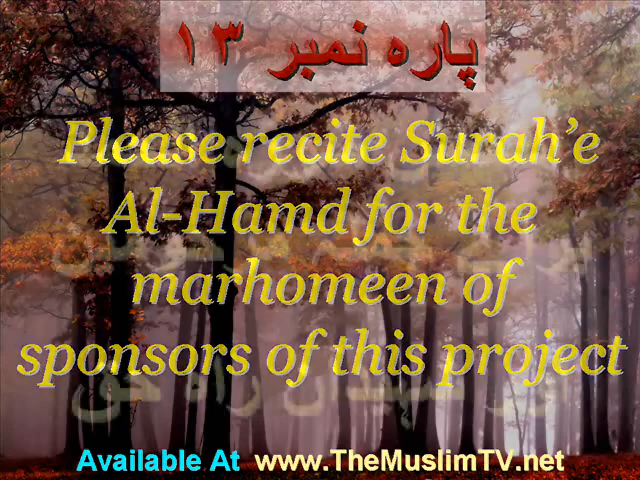 پارہ نمبر ۱۳
Please recite Surah’e
Al-Hamd for the
marhomeen of
sponsors of this project
Available At www.TheMuslimTV.net